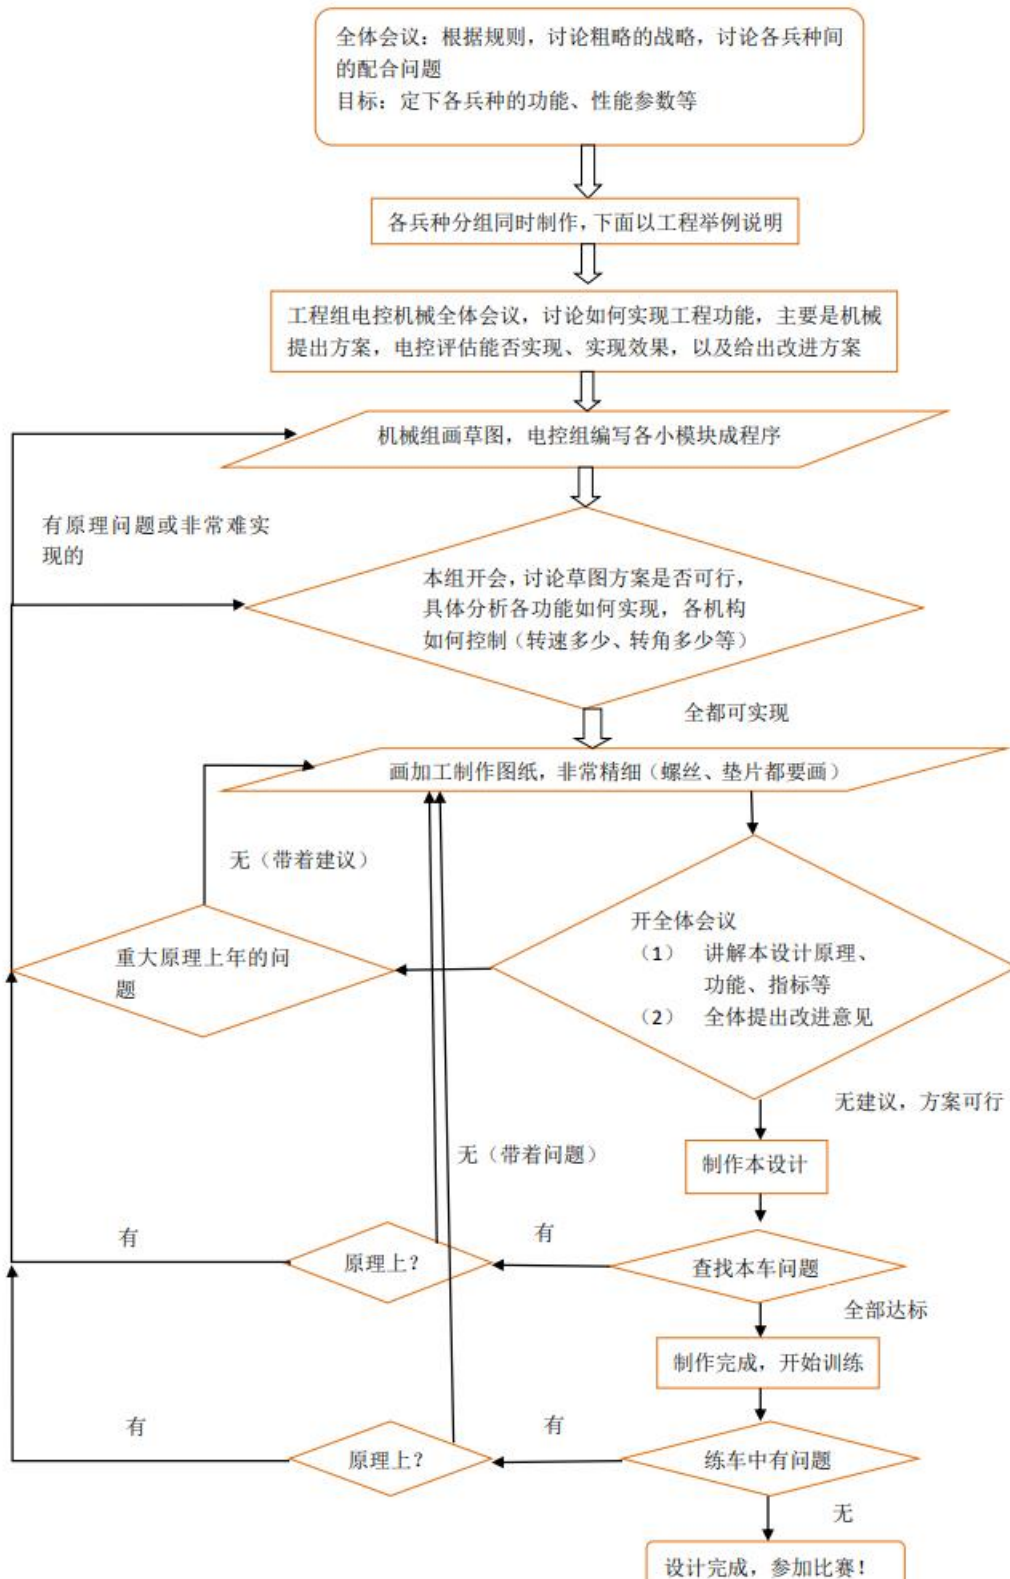 全体会议：根据规则，讨论粗略的战略，讨论各兵种间
的配合问题
目标：定下各兵种的功能、性能参数等
各兵种分组同时制作，下面以工程举例说明
工程组电控机械全体会议，讨论如何实现工程功能，主要是机械
提出方案，电控评估能否实现、实现效果，以及给出改进方案
机械组画草图，电控组编写各小模块成程序
有原理问题或非常难实
现的
本组开会，讨论草图方案是否可行，
具体分析各功能如何实现，各机构
如何控制（转速多少、转角多少等）
全都可实现
画加工制作图纸，非常精细（螺丝、垫片都要画）
无（带着建议）
重大原理上年的问
题
开全体会议
（1） 讲解本设计原理、
功能、指标等
（2） 全体提出改进意见
无建议，方案可行
制作本设计
无（带着问题）
有
有
原理上？
查找本车问题
全部达标
制作完成，开始训练
有
有
原理上？
练车中有问题
无
设计完成，参加比赛！